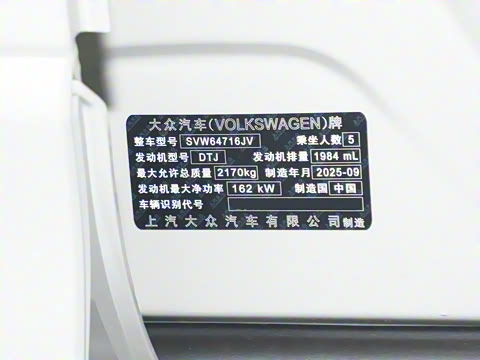 大众汽车(VOLKSWAGEN)牌
整车型号 SVW64716JV 乘坐人数 5
发动机型号 DTJ 发动机排量 1984 mL
最大允许总质量 2170kg 制造年月 2025-09
发动机最大净功率 162 kW 制造国 中国
车辆识别代号
上汽大众汽车有限公司制造